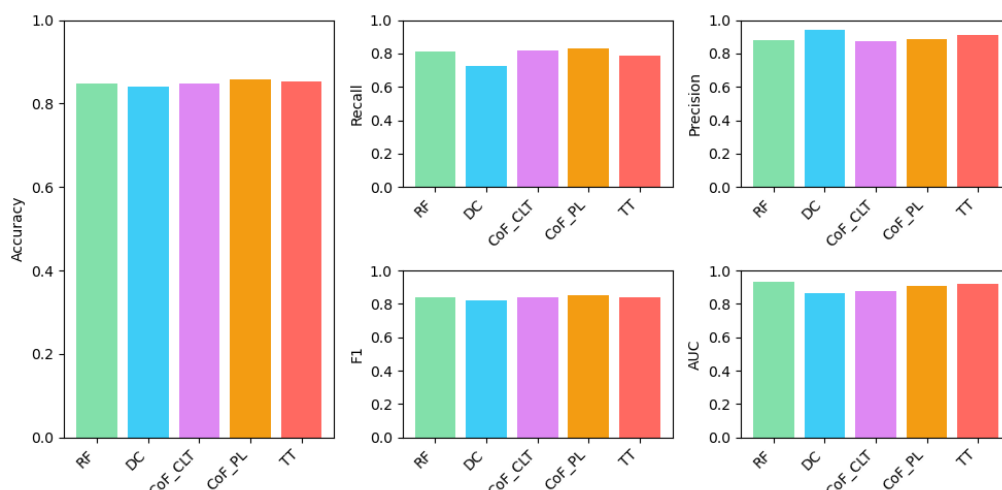 Accuracy
1.0
0.8
0.6
0.4
0.2
0.0
RF
DC
CoF_CLT
CoF_PL
TT
Recall
1.0
0.8
0.6
0.4
0.2
0.0
RF
DC
CoF_CLT
CoF_PL
TT
Precision
1.0
0.8
0.6
0.4
0.2
0.0
RF
DC
CoF_CLT
CoF_PL
TT
F1
1.0
0.8
0.6
0.4
0.2
0.0
RF
DC
CoF_CLT
CoF_PL
TT
AUC
1.0
0.8
0.6
0.4
0.2
0.0
RF
DC
CoF_CLT
CoF_PL
TT